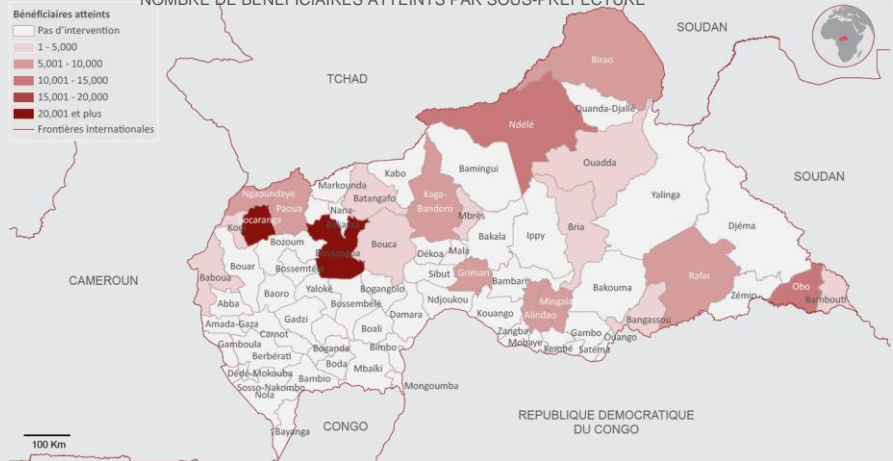 NOMBRE DE BÉNÉFICIAIRES ATTEINTS PAR SOUS-PRÉFECTURE
Bénéficiaires atteints
Pas d'intervention
1 - 5,000
5,001 - 10,000
10,001 - 15,000
15,001 - 20,000
20,001 et plus
Frontières internationales
SOUDAN
TCHAD
Birao
Ouanda-Djallé
Ndélé
Ouadda
Bamingui
Kabo
Markounda
Kaga-
Bandoro
Batangafo
Ngaoundaye
Paoua
Nana-
Yalinga
SOUDAN
Mbrès
Koui
Bozoum
Bouca
Bakala
Ippy
Bria
Djéma
Dékoa
Mala
Bouar
Bossemtélé
Sibut
Grimari
Rafaï
CAMEROUN
Baboua
Bambari
Bakouma
Obo
Zémio
Bambouti
Yaloké
Bogangolo
Abba
Baoro
Bossembélé
Ndjoukou
Mingala
Alindao
Damara
Kouango
Bangassou
Amada-Gaza
Gadzi
Boali
Zangba
Gambo
Ouango
Carnot
Mobaye
Kembé
Satéma
Gamboula
Boganda
Bimbo
Berbérati
Boda
Mbaïki
Dédé-Mokouba
Bambio
Sosso-Nakombo
Nola
Mongoumba
Bayanga
CONGO
REPUBLIQUE DEMOCRATIQUE
DU CONGO
100 Km